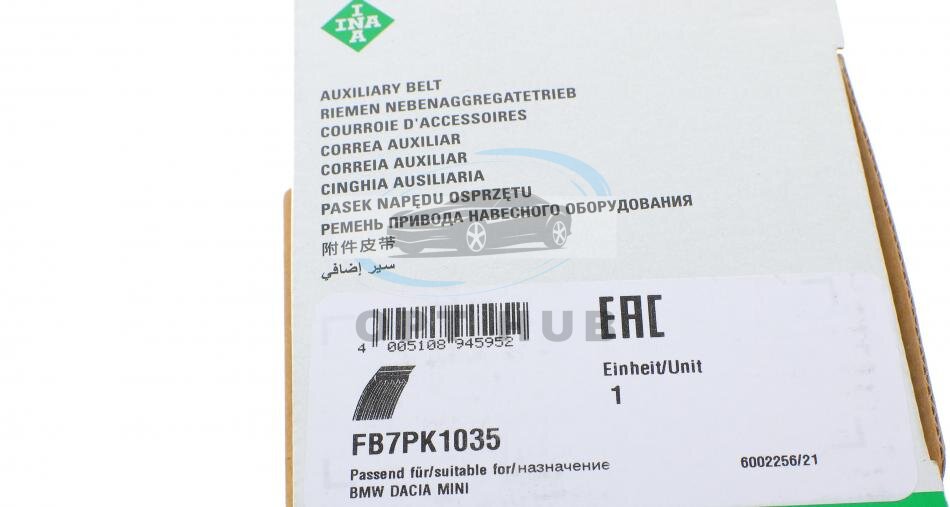 INA
AUXILIARY BELT
RIEMEN NEBENAGGREGATETRIEB
COURROIE D'ACCESSOIRES
CORREA AUXILIAR
CORREIA AUXILIAR
CINGHIA AUSILIARIA
PASEK NAPĘDU OSPRZĘTU
РЕМЕНЬ ПРИВОДА НАВЕСНОГО ОБОРУДОВАНИЯ
附件皮带
سير إضافي
EAC
4 005108 945952
Einheit/Unit
1
FB7PK1035
Passend für/suitable for/назначение
6002256/21
BMW DACIA MINI